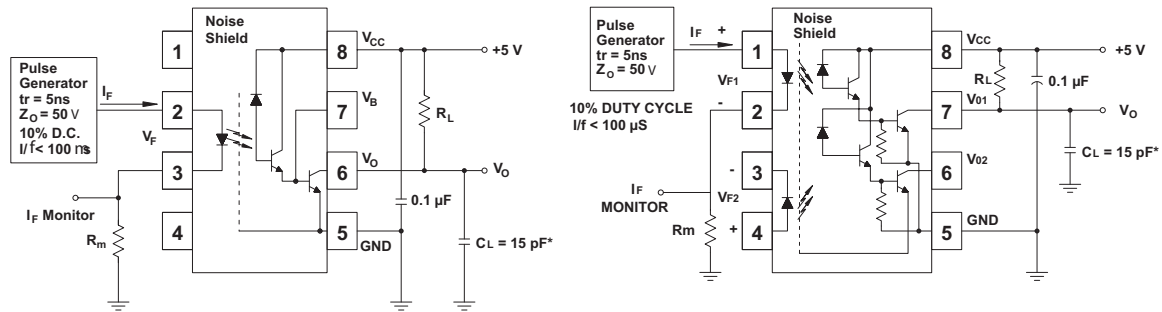 Noise
Shield
1
2
3
4
8
7
6
5
VCC
VB
VO
GND
+5 V
Pulse
Generator
tr = 5ns
ZO = 50 V
10% D.C.
I/f < 100 ms
IF
VF
IF Monitor
Rm
RL
VO
0.1 µF
CL = 15 pF*
Noise
Shield
Pulse
Generator
tr = 5ns
ZO = 50 V
IF
+
1
2
3
4
8
7
6
5
VF1
-
10% DUTY CYCLE
I/f < 100 µS
-
VF2
+
IF
MONITOR
Rm
VCC
V01
V02
GND
+5 V
RL
0.1 µF
VO
CL = 15 pF*